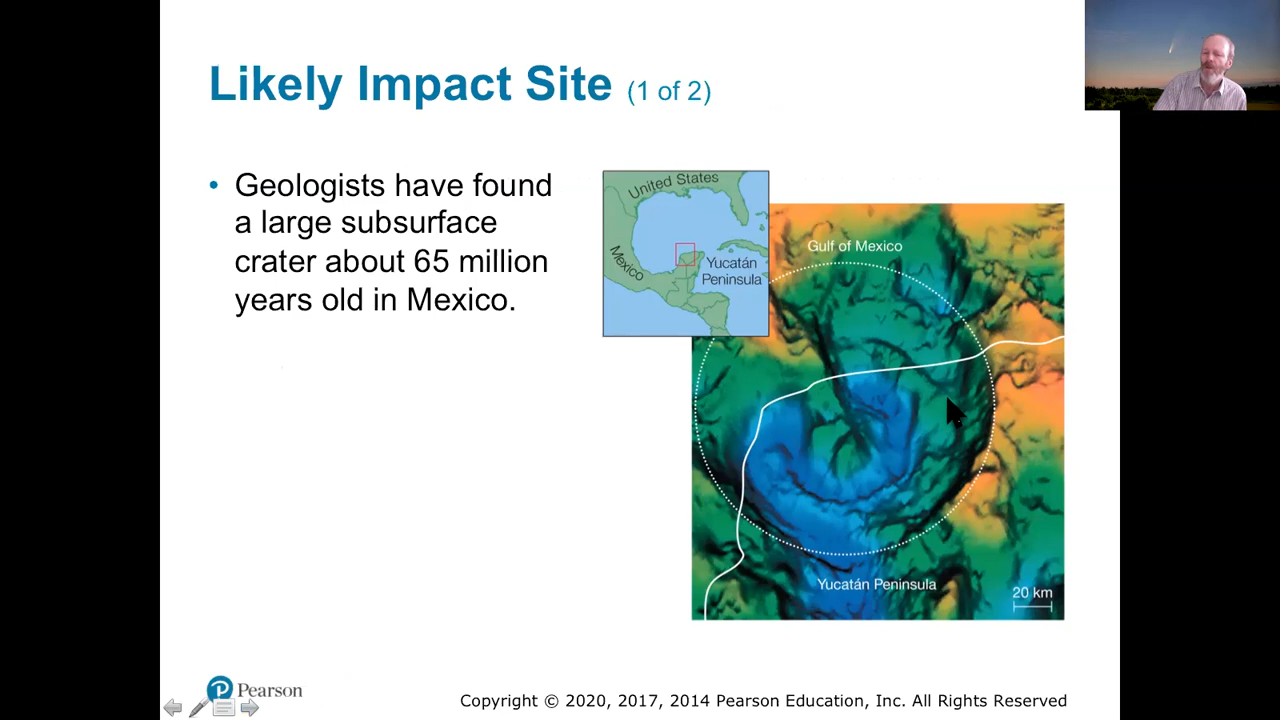 Likely Impact Site (1 of 2)
• Geologists have found
a large subsurface
crater about 65 million
years old in Mexico.
United States
Mexico
Yucatán
Peninsula
Gulf of Mexico
Yucatán Peninsula
20 km
Pearson
Copyright © 2020, 2017, 2014 Pearson Education, Inc. All Rights Reserved